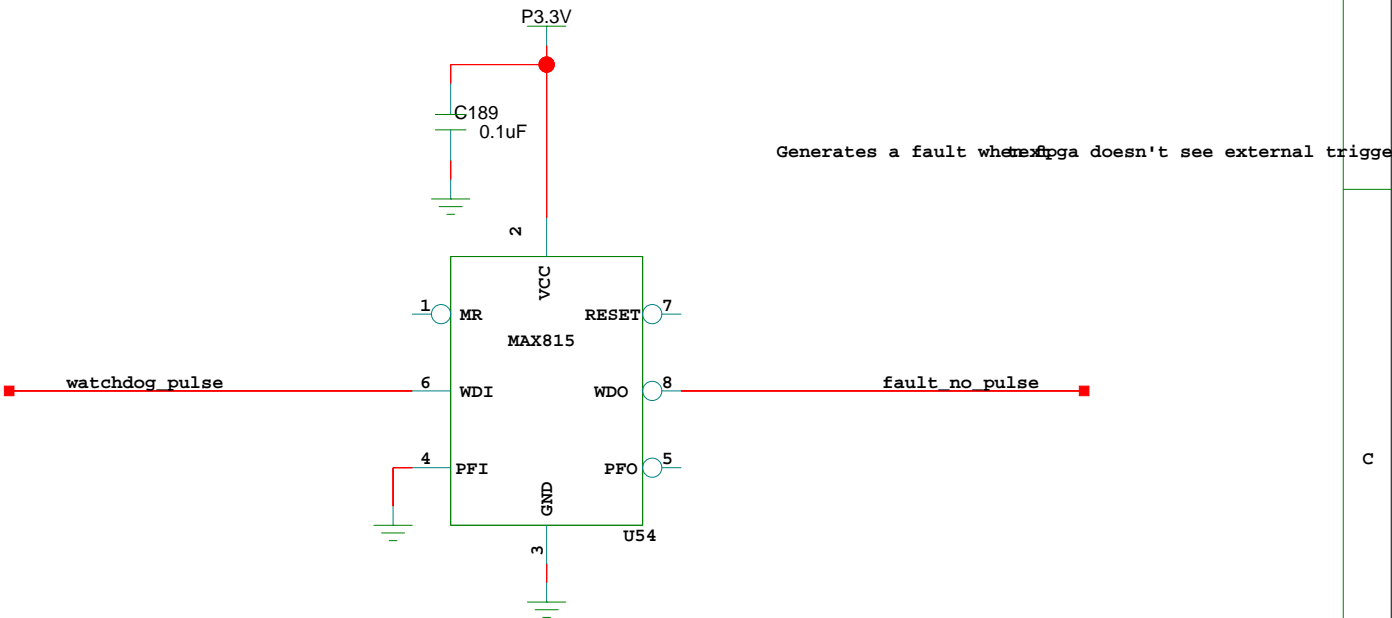 P3.3V
C189
0.1uF
Generates a fault when fpga doesn't see external trigge
2
VCC
1
MR
RESET
7
MAX815
watchdog_pulse
6
WDI
WDO
8
fault_no_pulse
4
PFI
PFO
5
C
GND
U54
3